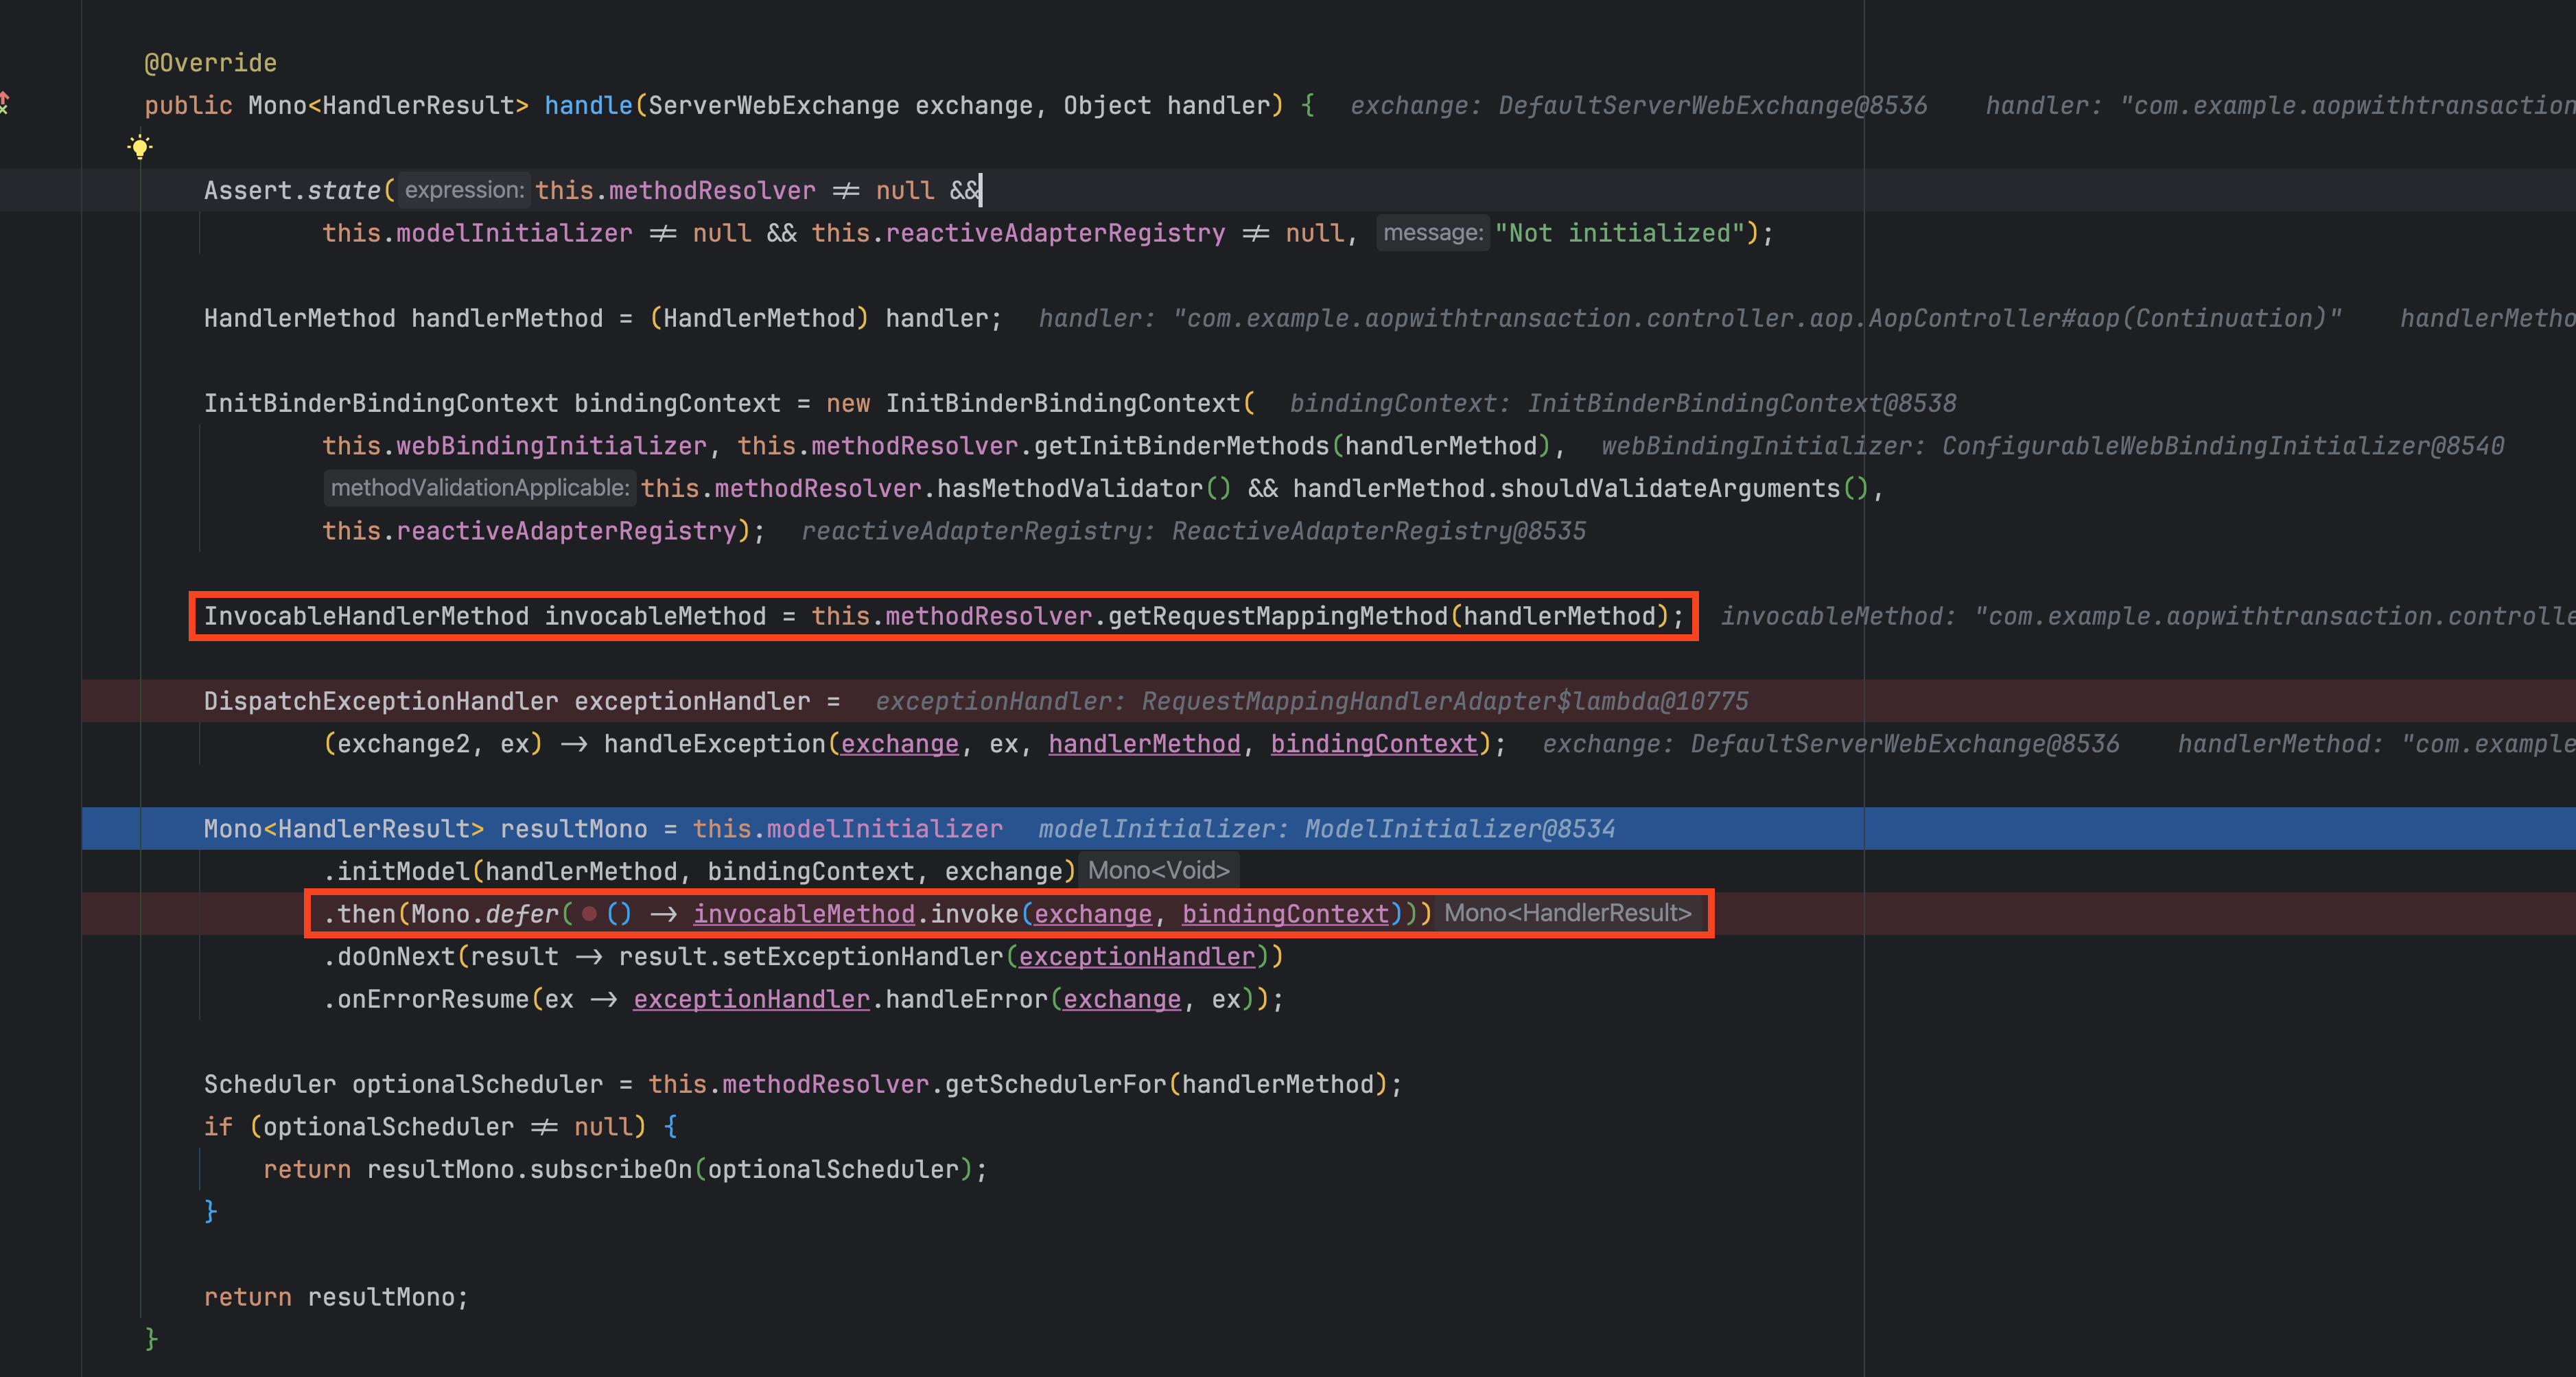 @Override
public Mono<HandlerResult> handle(ServerWebExchange exchange, Object handler) {   exchange: DefaultServerWebExchange@8536    handler: "com.example.aopwithtransaction
Assert.state( expression: this.methodResolver ≠ null &&
this.modelInitializer ≠ null && this.reactiveAdapterRegistry ≠ null, message: "Not initialized");
HandlerMethod handlerMethod = (HandlerMethod) handler;   handler: "com.example.aopwithtransaction.controller.aop.AopController#aop(Continuation)"    handlerMetho
InitBinderBindingContext bindingContext = new InitBinderBindingContext(   bindingContext: InitBinderBindingContext@8538
this.webBindingInitializer, this.methodResolver.getInitBinderMethods(handlerMethod),   webBindingInitializer: ConfigurableWebBindingInitializer@8540
methodValidationApplicable: this.methodResolver.hasMethodValidator() && handlerMethod.shouldValidateArguments(),
this.reactiveAdapterRegistry);   reactiveAdapterRegistry: ReactiveAdapterRegistry@8535
InvocableHandlerMethod invocableMethod = this.methodResolver.getRequestMappingMethod(handlerMethod);   invocableMethod: "com.example.aopwithtransaction.controlle
DispatchExceptionHandler exceptionHandler =   exceptionHandler: RequestMappingHandlerAdapter$lambda@10775
(exchange2, ex) → handleException(exchange, ex, handlerMethod, bindingContext);   exchange: DefaultServerWebExchange@8536    handlerMethod: "com.example
Mono<HandlerResult> resultMono = this.modelInitializer   modelInitializer: ModelInitializer@8534
.initModel(handlerMethod, bindingContext, exchange) Mono<Void>
.then(Mono.defer( () → invocableMethod.invoke(exchange, bindingContext))) Mono<HandlerResult>
.doOnNext(result → result.setExceptionHandler(exceptionHandler))
.onErrorResume(ex → exceptionHandler.handleError(exchange, ex));
Scheduler optionalScheduler = this.methodResolver.getSchedulerFor(handlerMethod);
if (optionalScheduler ≠ null) {
return resultMono.subscribeOn(optionalScheduler);
}
return resultMono;
}